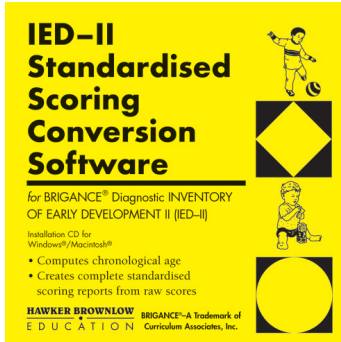 IED–II
Standardised
Scoring
Conversion
Software
for BRIGANCE® Diagnostic INVENTORY
OF EARLY DEVELOPMENT II (IED–II)
Installation CD for
Windows®/Macintosh®
• Computes chronological age
• Creates complete standardised
scoring reports from raw scores
HAWKER BROWNLOW
EDUCATION
BRIGANCE®–A Trademark of
Curriculum Associates, Inc.